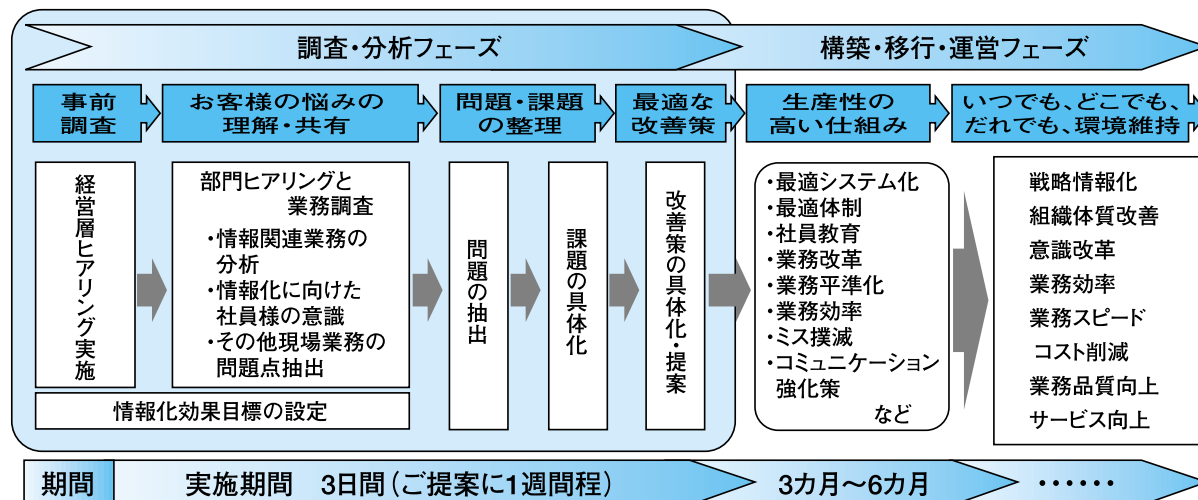 調査・分析フェーズ
構築・移行・運営フェーズ
事前
調査
お客様の悩みの
理解・共有
問題・課題
の整理
最適な
改善策
生産性の
高い仕組み
いつでも、どこでも、
だれでも、環境維持
経営層ヒアリング実施
部門ヒアリングと
業務調査
・情報関連業務の
分析
・情報化に向けた
社員様の意識
・その他現場業務の
問題点抽出
情報化効果目標の設定
問題の抽出
課題の具体化
改善策の具体化・提案
・最適システム化
・最適体制
・社員教育
・業務改革
・業務平準化
・業務効率
・ミス撲滅
・コミュニケーション
強化策
など
戦略情報化
組織体質改善
意識改革
業務効率
業務スピード
コスト削減
業務品質向上
サービス向上
期間
実施期間 3日間(ご提案に1週間程)
3カ月~6カ月
・・・・・・